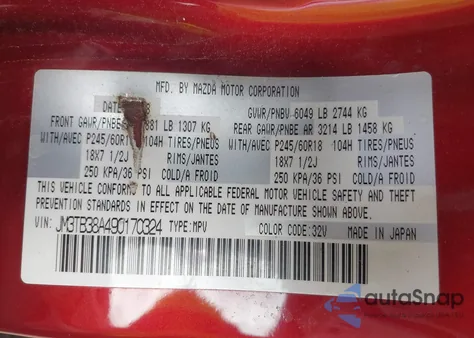 MFD. BY MAZDA MOTOR CORPORATION
DATE
GVWR/PNBV 6049 LB 2744 KG
FRONT GAWR/PNBE 881 LB 1307 KG
REAR GAWR/PNBE AR 3214 LB 1458 KG
WITH/AVEC P245/60R18 104H TIRES/PNEUS
WITH/AVEC P245/60R18 104H TIRES/PNEUS
18X7 1/2J RIMS/JANTES
18X7 1/2J RIMS/JANTES
250 KPA/36 PSI COLD/A FROID
250 KPA/36 PSI COLD/A FROID
THIS VEHICLE CONFORMS TO ALL APPLICABLE FEDERAL MOTOR VEHICLE SAFETY AND THEFT
PREVENTION STANDARDS IN EFFECT ON THE DATE OF MANUFACTURE SHOWN ABOVE.
VIN: JM3TB38A490170324 TYPE:MPV COLOR CODE:32V MADE IN JAPAN
autoSnap